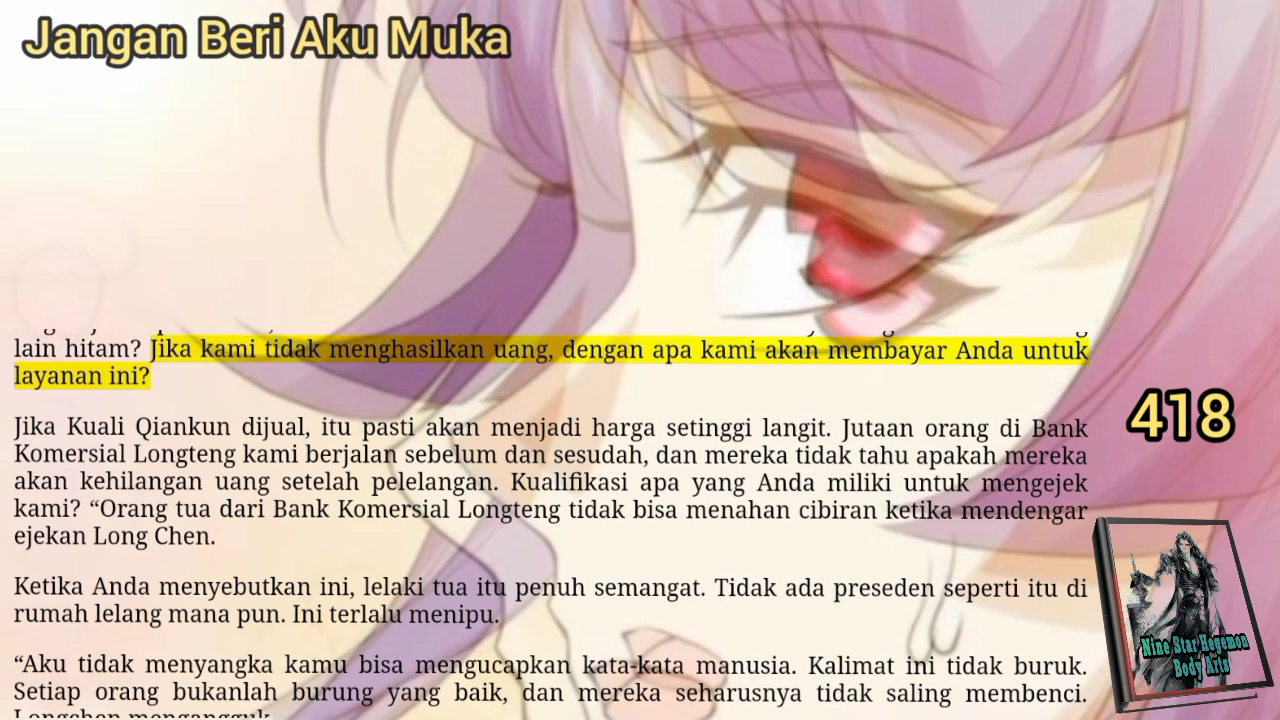 Jangan Beri Aku Muka
lain hitam? Jika kami tidak menghasilkan uang, dengan apa kami akan membayar Anda untuk
layanan ini?
Jika Kuali Qiankun dijual, itu pasti akan menjadi harga setinggi langit. Jutaan orang di Bank
Komersial Longteng kami berjalan sebelum dan sesudah, dan mereka tidak tahu apakah mereka
akan kehilangan uang setelah pelelangan. Kualifikasi apa yang Anda miliki untuk mengejek
kami? “Orang tua dari Bank Komersial Longteng tidak bisa menahan cibiran ketika mendengar
ejekan Long Chen.
Ketika Anda menyebutkan ini, lelaki tua itu penuh semangat. Tidak ada preseden seperti itu di
rumah lelang mana pun. Ini terlalu menipu.
“Aku tidak menyangka kamu bisa mengucapkan kata-kata manusia. Kalimat ini tidak buruk.
Setiap orang bukanlah burung yang baik, dan mereka seharusnya tidak saling membenci.
Longchen mengangguk.
418
Nine Star Hegemon
Body Arts